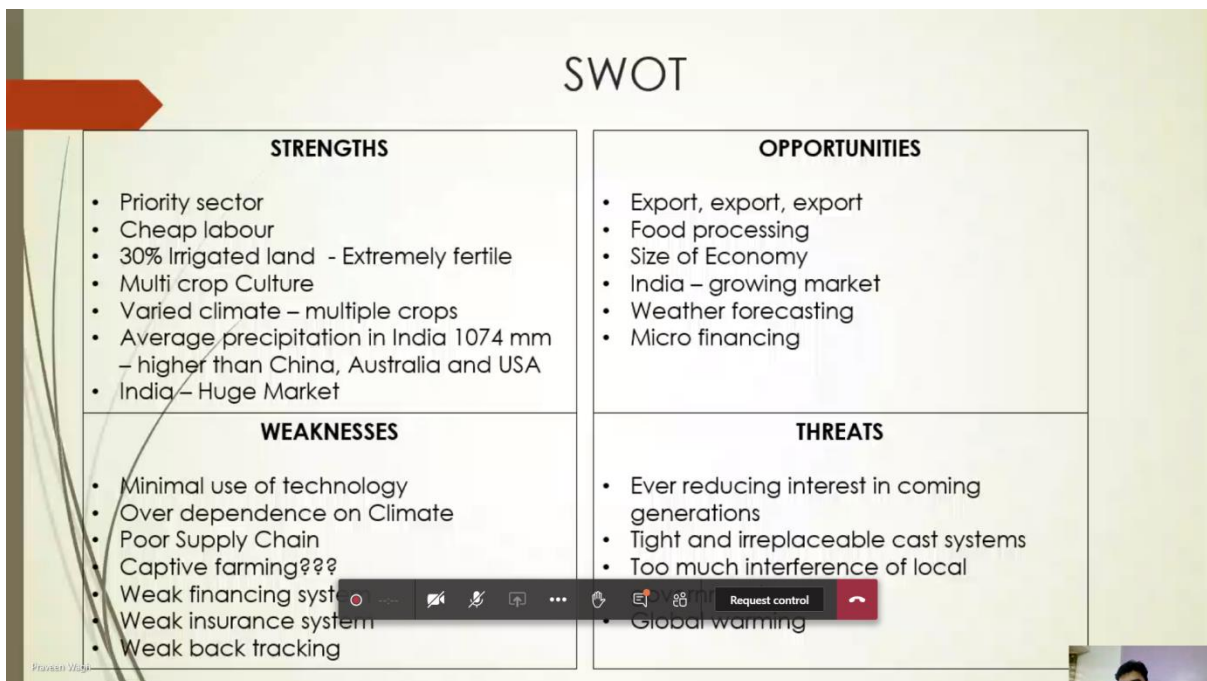 SWOT
STRENGTHS
• Priority sector
• Cheap labour
• 30% Irrigated land - Extremely fertile
• Multi crop Culture
• Varied climate – multiple crops
• Average precipitation in India 1074 mm
– higher than China, Australia and USA
• India – Huge Market
OPPORTUNITIES
• Export, export, export
• Food processing
• Size of Economy
• India – growing market
• Weather forecasting
• Micro financing
WEAKNESSES
• Minimal use of technology
• Over dependence on Climate
• Poor Supply Chain
• Captive farming???
• Weak financing system
• Weak insurance system
• Weak back tracking
THREATS
• Ever reducing interest in coming
generations
• Tight and irreplaceable cast systems
• Too much interference of local
• Global warming
Request control
Praveen Wagh